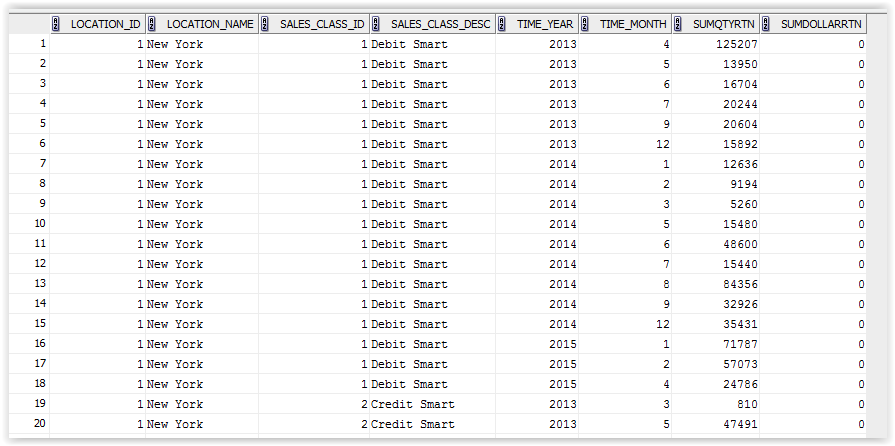 LOCATION_ID LOCATION_NAME SALES_CLASS_ID SALES_CLASS_DESC TIME_YEAR TIME_MONTH SUMQTYRTN SUMDOLLARRTN
1 1 New York 1 Debit Smart 2013 4 125207 0
2 1 New York 1 Debit Smart 2013 5 13950 0
3 1 New York 1 Debit Smart 2013 6 16704 0
4 1 New York 1 Debit Smart 2013 7 20244 0
5 1 New York 1 Debit Smart 2013 9 20604 0
6 1 New York 1 Debit Smart 2013 12 15892 0
7 1 New York 1 Debit Smart 2014 1 12636 0
8 1 New York 1 Debit Smart 2014 2 9194 0
9 1 New York 1 Debit Smart 2014 3 5260 0
10 1 New York 1 Debit Smart 2014 5 15480 0
11 1 New York 1 Debit Smart 2014 6 48600 0
12 1 New York 1 Debit Smart 2014 7 15440 0
13 1 New York 1 Debit Smart 2014 8 84356 0
14 1 New York 1 Debit Smart 2014 9 32926 0
15 1 New York 1 Debit Smart 2014 12 35431 0
16 1 New York 1 Debit Smart 2015 1 71787 0
17 1 New York 1 Debit Smart 2015 2 57073 0
18 1 New York 1 Debit Smart 2015 4 24786 0
19 1 New York 2 Credit Smart 2013 3 810 0
20 1 New York 2 Credit Smart 2013 5 47491 0